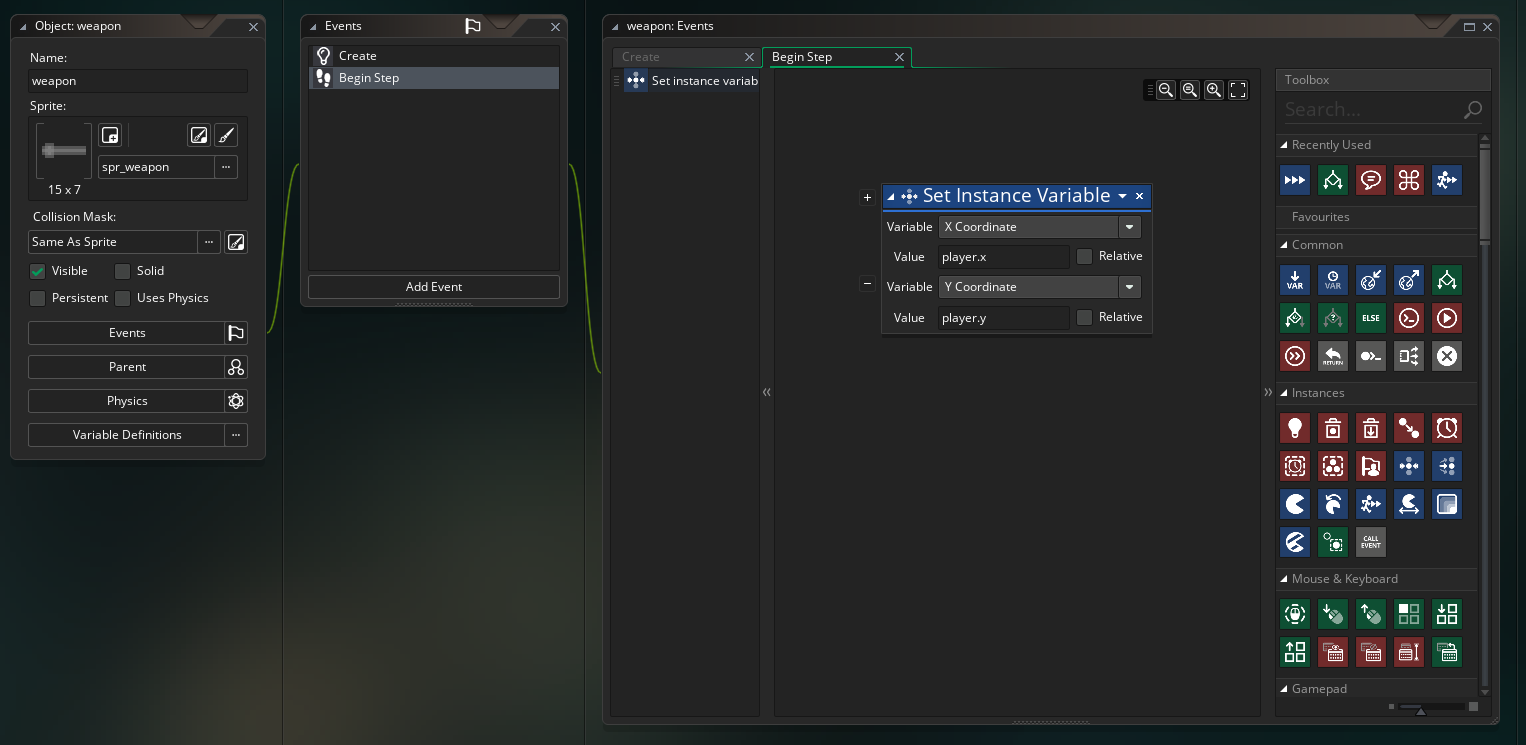 Object: weapon
Name:
weapon
Sprite:
spr_weapon
15 x 7
Collision Mask:
Same As Sprite
Visible
Solid
Persistent
Uses Physics
Events
Parent
Physics
Variable Definitions
Events
Create
Begin Step
Add Event
weapon: Events
Create
Begin Step
Set instance variab
Set Instance Variable
Variable X Coordinate
Value player.x Relative
Variable Y Coordinate
Value player.y Relative
Toolbox
Search...
Recently Used
Favourites
Common
VAR
VAR
ELSE
RETURN
Instances
CALL
EVENT
Mouse & Keyboard
Gamepad